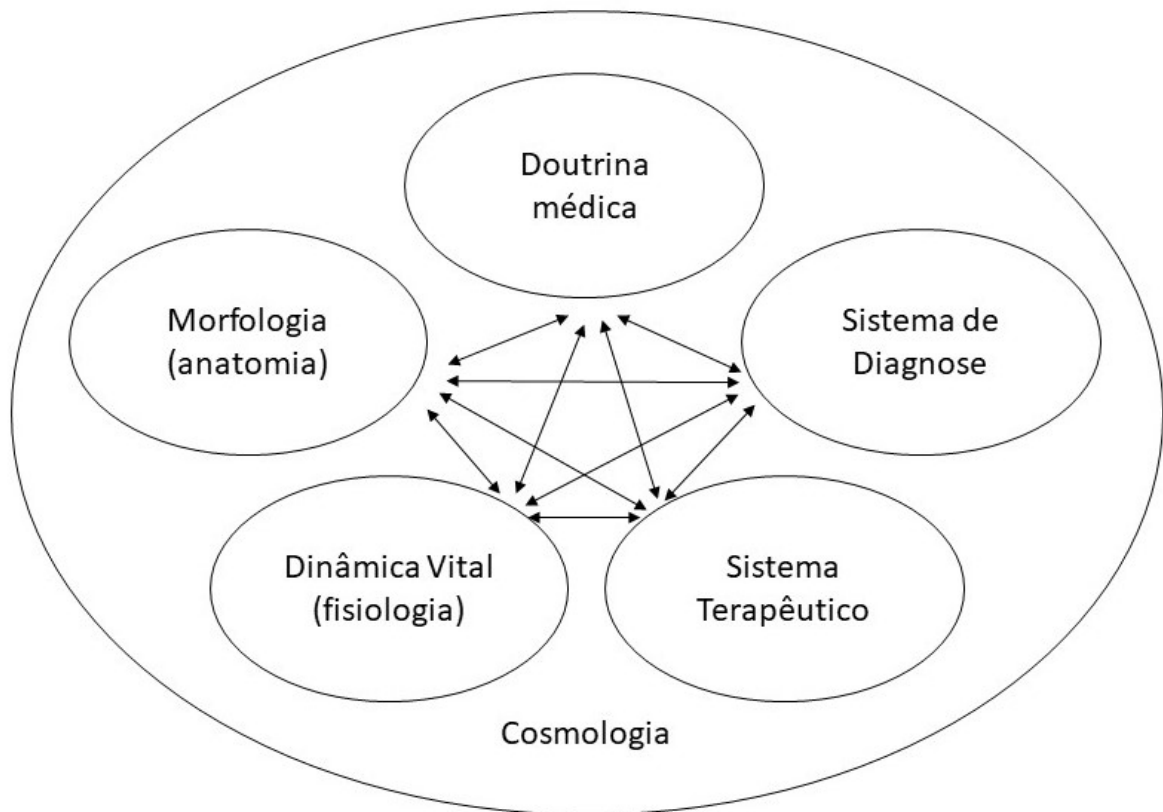 Doutrina
médica
Morfologia
(anatomia)
Sistema de
Diagnose
Dinâmica Vital
(fisiologia)
Sistema
Terapêutico
Cosmologia